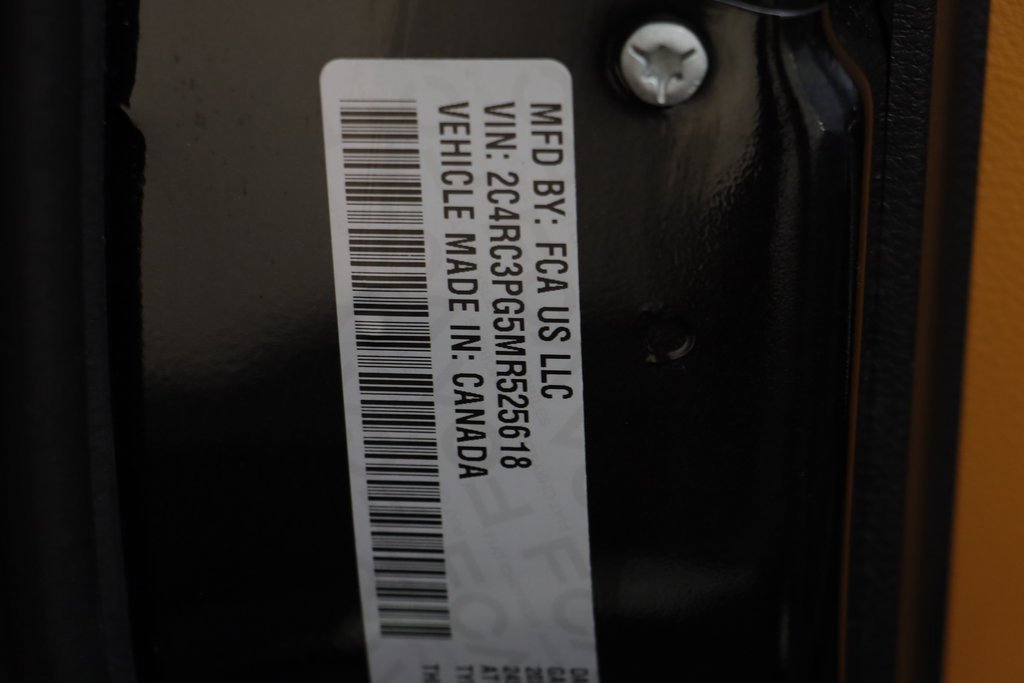 MFD BY: FCA US LLC
VIN: 2C4RC3PG5MR525618
VEHICLE MADE IN: CANADA